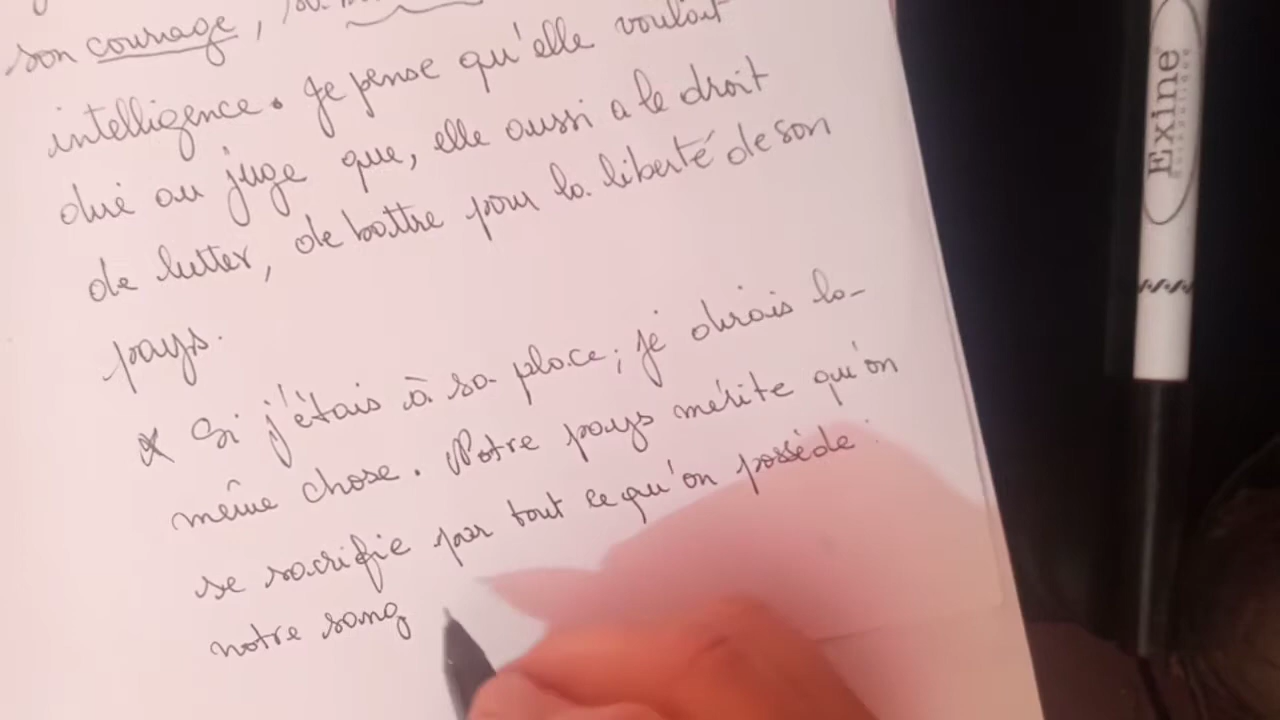 son courage,
intelligence. Je pense qu'elle voulait
dire au juge que, elle aussi a le droit
de lutter, de battre pour la liberté de son
pays.
* Si j'étais à sa place; je dirais la
même chose. Notre pays mérite qu'on
se sacrifie par tout ce qu'on possède:
notre sang
Exine